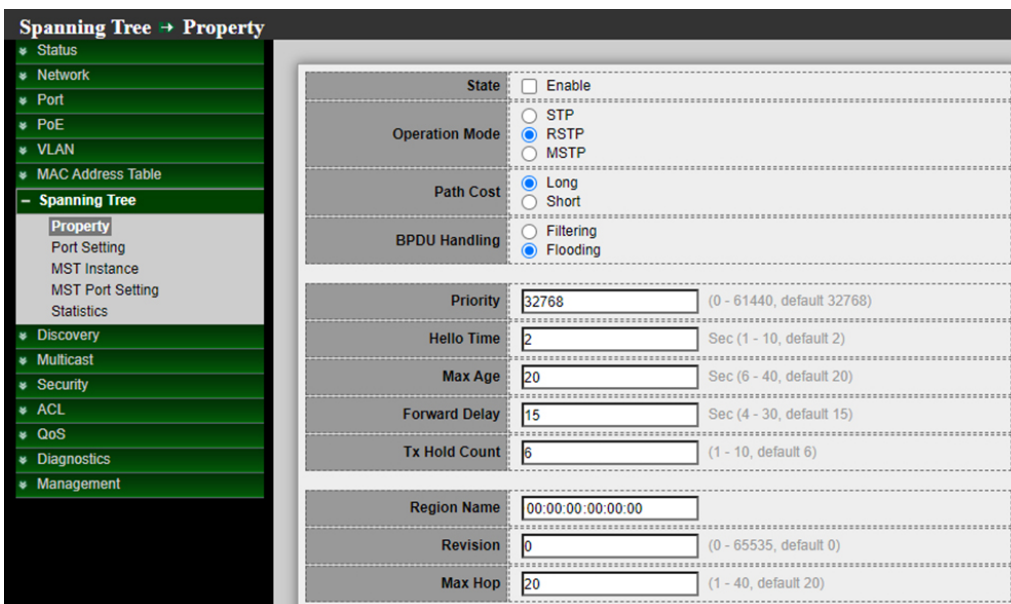 Spanning Tree → Property
Status
Network
Port
PoE
VLAN
MAC Address Table
Spanning Tree
Property
Port Setting
MST Instance
MST Port Setting
Statistics
Discovery
Multicast
Security
ACL
QoS
Diagnostics
Management
State Enable
Operation Mode STP
RSTP
MSTP
Path Cost Long
Short
BPDU Handling Filtering
Flooding
Priority 32768 (0 - 61440, default 32768)
Hello Time 2 Sec (1 - 10, default 2)
Max Age 20 Sec (6 - 40, default 20)
Forward Delay 15 Sec (4 - 30, default 15)
Tx Hold Count 6 (1 - 10, default 6)
Region Name 00:00:00:00:00:00
Revision 0 (0 - 65535, default 0)
Max Hop 20 (1 - 40, default 20)